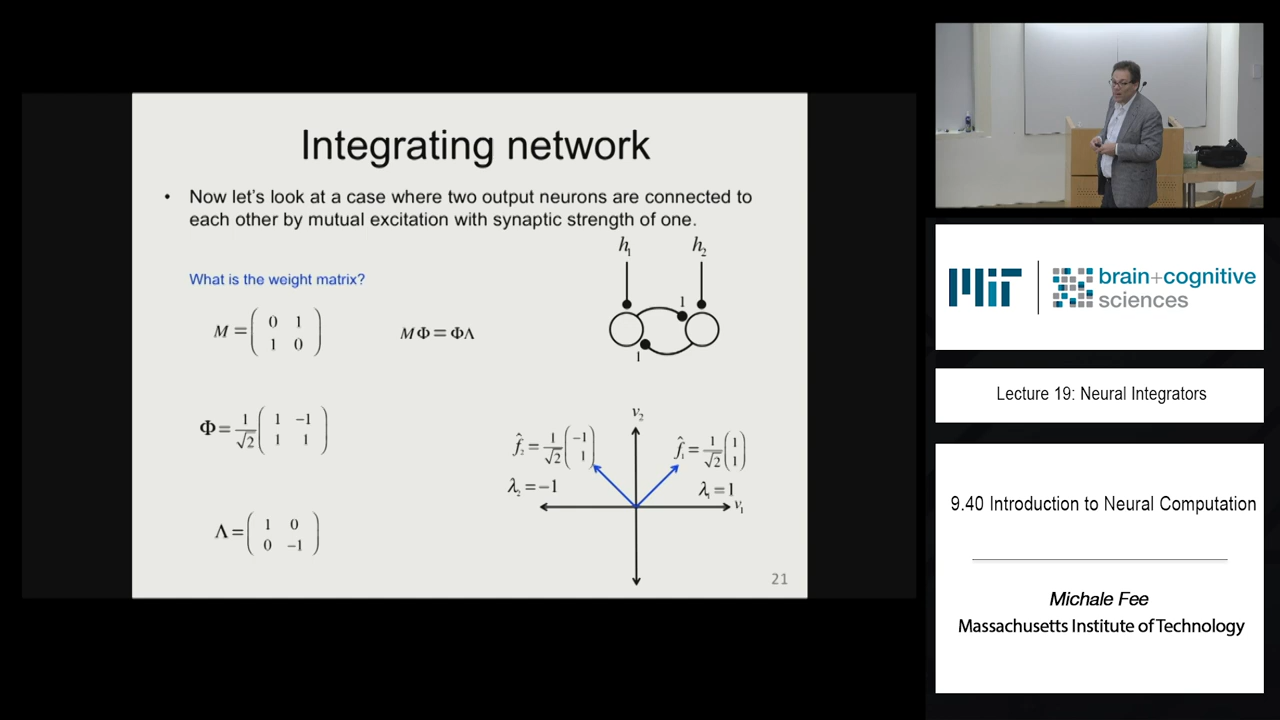 Integrating network
• Now let's look at a case where two output neurons are connected to
each other by mutual excitation with synaptic strength of one.
h₁ h₂
What is the weight matrix?
1
M = ( 0 1
1 0 )
MΦ = ΦΛ
1
Φ = 1/√2 ( 1 −1
1 1 )
v₂
f̂₂ = 1/√2 ( −1
1 )
λ₂ = −1
f̂₁ = 1/√2 ( 1
1 )
λ₁ = 1
v₁
Λ = ( 1 0
0 −1 )
21
MIT
brain+cognitive
sciences
Lecture 19: Neural Integrators
9.40 Introduction to Neural Computation
Michale Fee
Massachusetts Institute of Technology